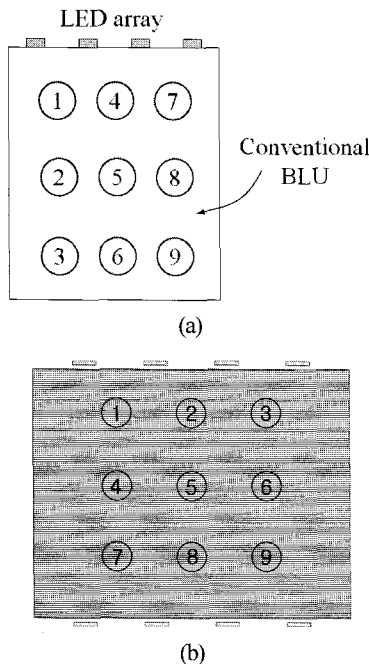 LED array
1 4 7
Conventional
BLU
2 5 8
3 6 9
(a)
1 2 3
4 5 6
7 8 9
(b)